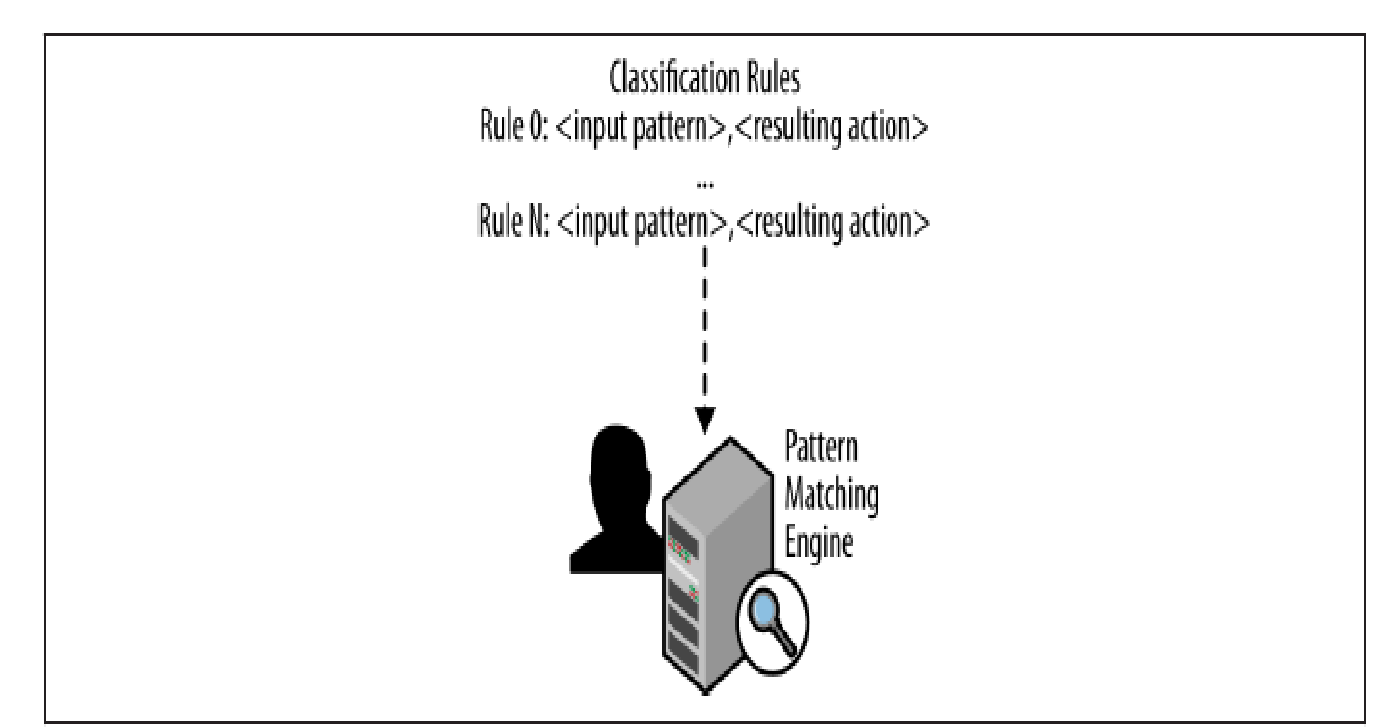 Classification Rules
Rule 0: <input pattern>,<resulting action>
...
Rule N: <input pattern>,<resulting action>
Pattern
Matching
Engine